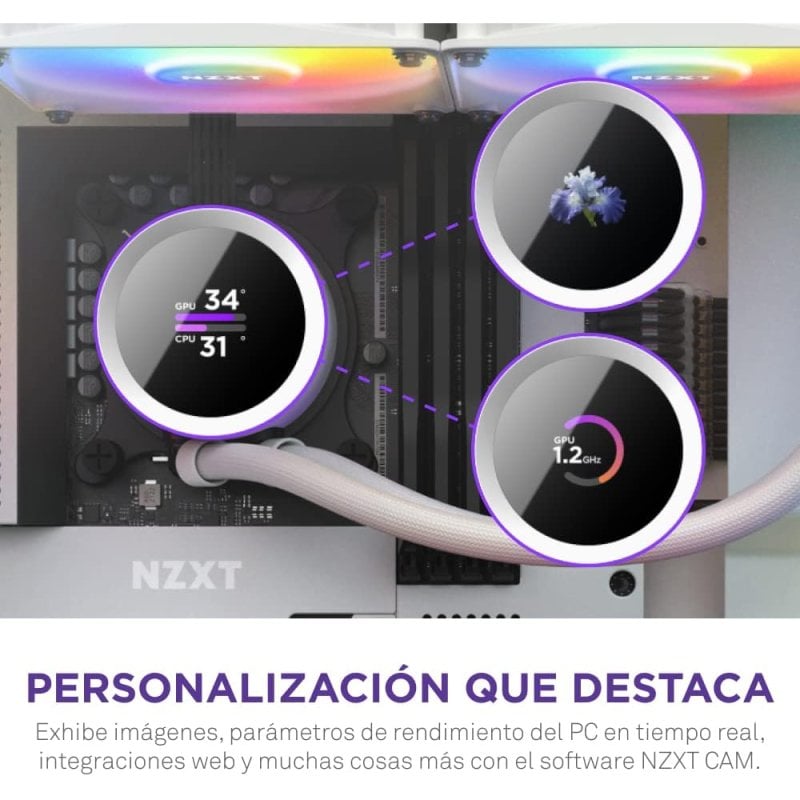 NZXT
NZXT
GPU 34°
CPU 31°
GPU
1.2GHz
NZXT
PERSONALIZACIÓN QUE DESTACA
Exhibe imágenes, parámetros de rendimiento del PC en tiempo real,
integraciones web y muchas cosas más con el software NZXT CAM.